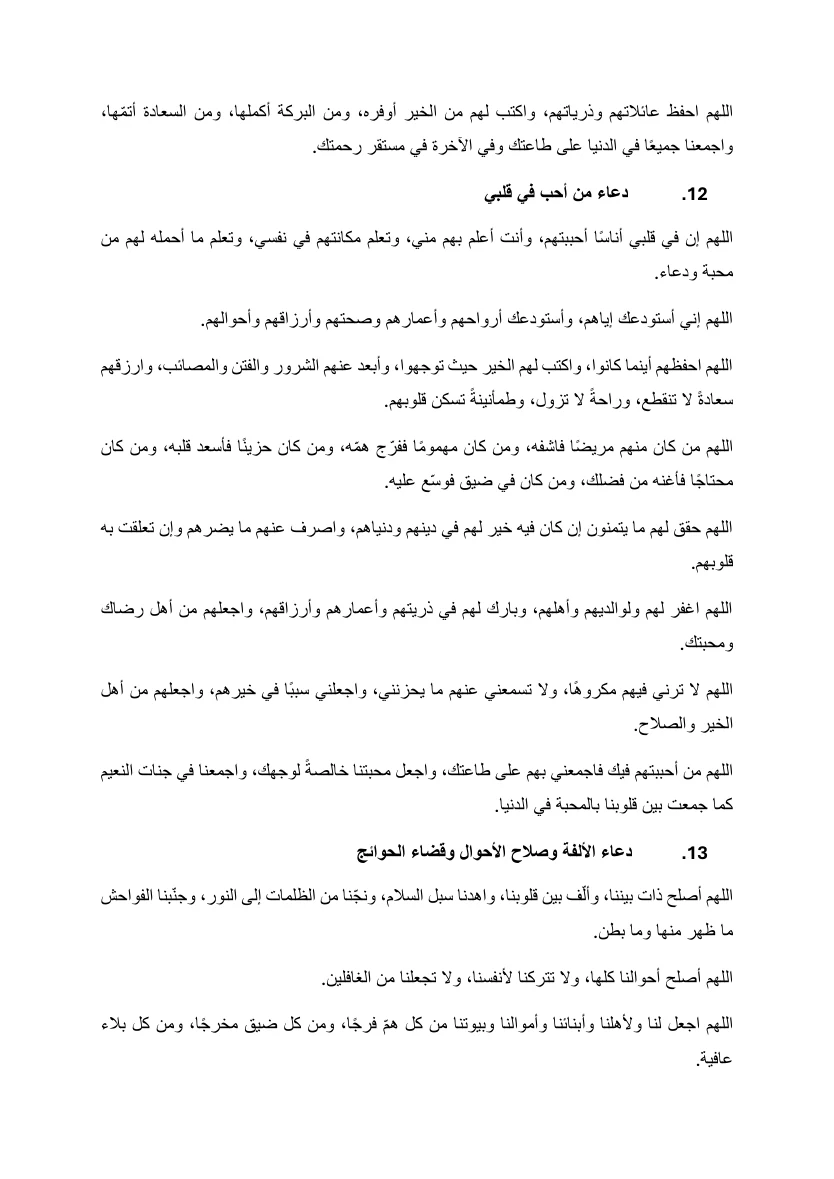 اللهم احفظ عائلاتهم وذرياتهم، واكتب لهم من الخير أوفره، ومن البركة أكملها، ومن السعادة أتمّها،
واجمعنا جميعًا في الدنيا على طاعتك وفي الآخرة في مستقر رحمتك.
12. دعاء من أحب في قلبي
اللهم إن في قلبي أناسًا أحببتهم، وأنت أعلم بهم مني، وتعلم مكانتهم في نفسي، وتعلم ما أحمله لهم من
محبة ودعاء.
اللهم إني أستودعك إياهم، وأستودعك أرواحهم وأعمارهم وصحتهم وأرزاقهم وأحوالهم.
اللهم احفظهم أينما كانوا، واكتب لهم الخير حيث توجهوا، وأبعد عنهم الشرور والفتن والمصائب، وارزقهم
سعادةً لا تنقطع، وراحةً لا تزول، وطمأنينةً تسكن قلوبهم.
اللهم من كان منهم مريضًا فاشفه، ومن كان مهمومًا ففرّج همّه، ومن كان حزينًا فأسعد قلبه، ومن كان
محتاجًا فأغنه من فضلك، ومن كان في ضيق فوسّع عليه.
اللهم حقق لهم ما يتمنون إن كان فيه خير لهم في دينهم ودنياهم، واصرف عنهم ما يضرهم وإن تعلقت به
قلوبهم.
اللهم اغفر لهم ولوالديهم وأهلهم، وبارك لهم في ذريتهم وأعمارهم وأرزاقهم، واجعلهم من أهل رضاك
ومحبتك.
اللهم لا ترني فيهم مكروهًا، ولا تسمعني عنهم ما يحزنني، واجعلني سببًا في خيرهم، واجعلهم من أهل
الخير والصلاح.
اللهم من أحببتهم فيك فاجمعني بهم على طاعتك، واجعل محبتنا خالصةً لوجهك، واجمعنا في جنات النعيم
كما جمعت بين قلوبنا بالمحبة في الدنيا.
13. دعاء الألفة وصلاح الأحوال وقضاء الحوائج
اللهم أصلح ذات بيننا، وألّف بين قلوبنا، واهدنا سبل السلام، ونجّنا من الظلمات إلى النور، وجنّبنا الفواحش
ما ظهر منها وما بطن.
اللهم أصلح أحوالنا كلها، ولا تتركنا لأنفسنا، ولا تجعلنا من الغافلين.
اللهم اجعل لنا ولأهلنا وأبنائنا وأموالنا وبيوتنا من كل همّ فرجًا، ومن كل ضيق مخرجًا، ومن كل بلاء
عافية.